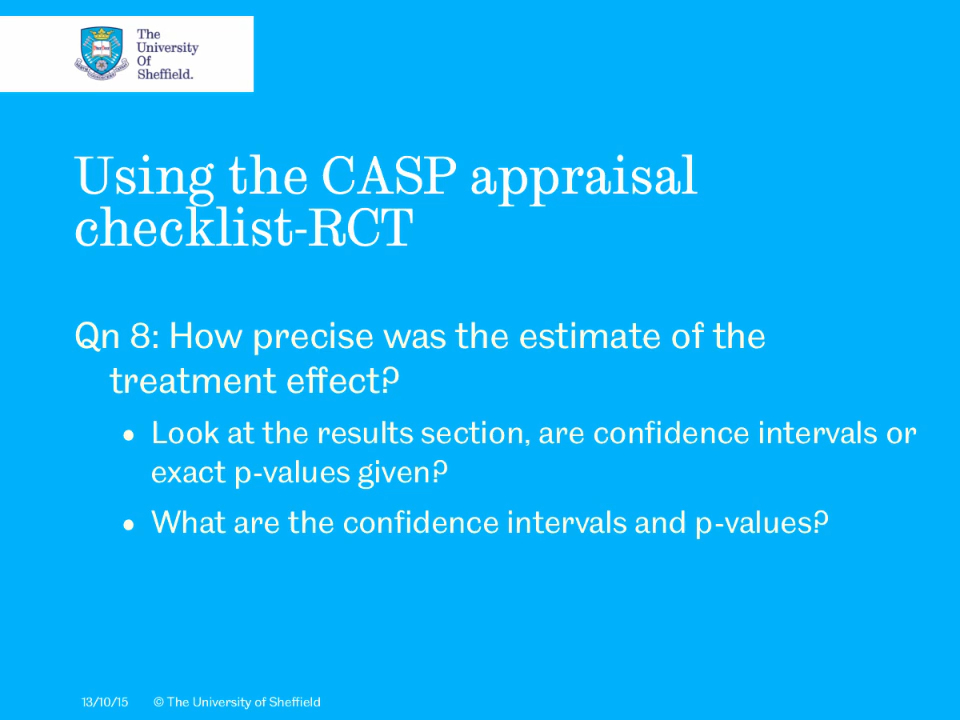 The
University
Of
Sheffield.
Using the CASP appraisal
checklist-RCT
Qn 8: How precise was the estimate of the
treatment effect?
• Look at the results section, are confidence intervals or
exact p-values given?
• What are the confidence intervals and p-values?
13/10/15 © The University of Sheffield